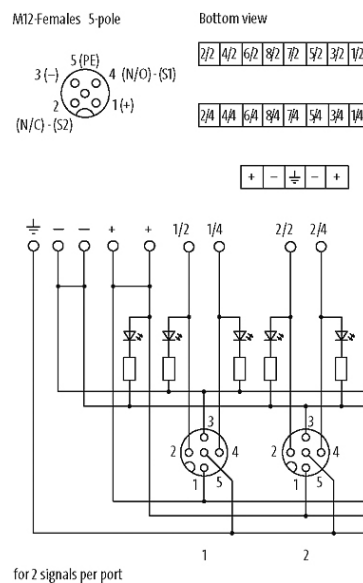 M12-Females 5-pole
Bottom view
5 (PE)
3 (−) 4 (N/O)-(S1)
2 1 (+)
(N/C)-(S2)
2/2 4/2 6/2 8/2 7/2 5/2 3/2 1/2
2/4 4/4 6/4 8/4 7/4 5/4 3/4 1/4
+ − ⏚ − +
⏚ − − + + 1/2 1/4 2/2 2/4
3 3
2 4 2 4
1 5 1 5
1 2
for 2 signals per port